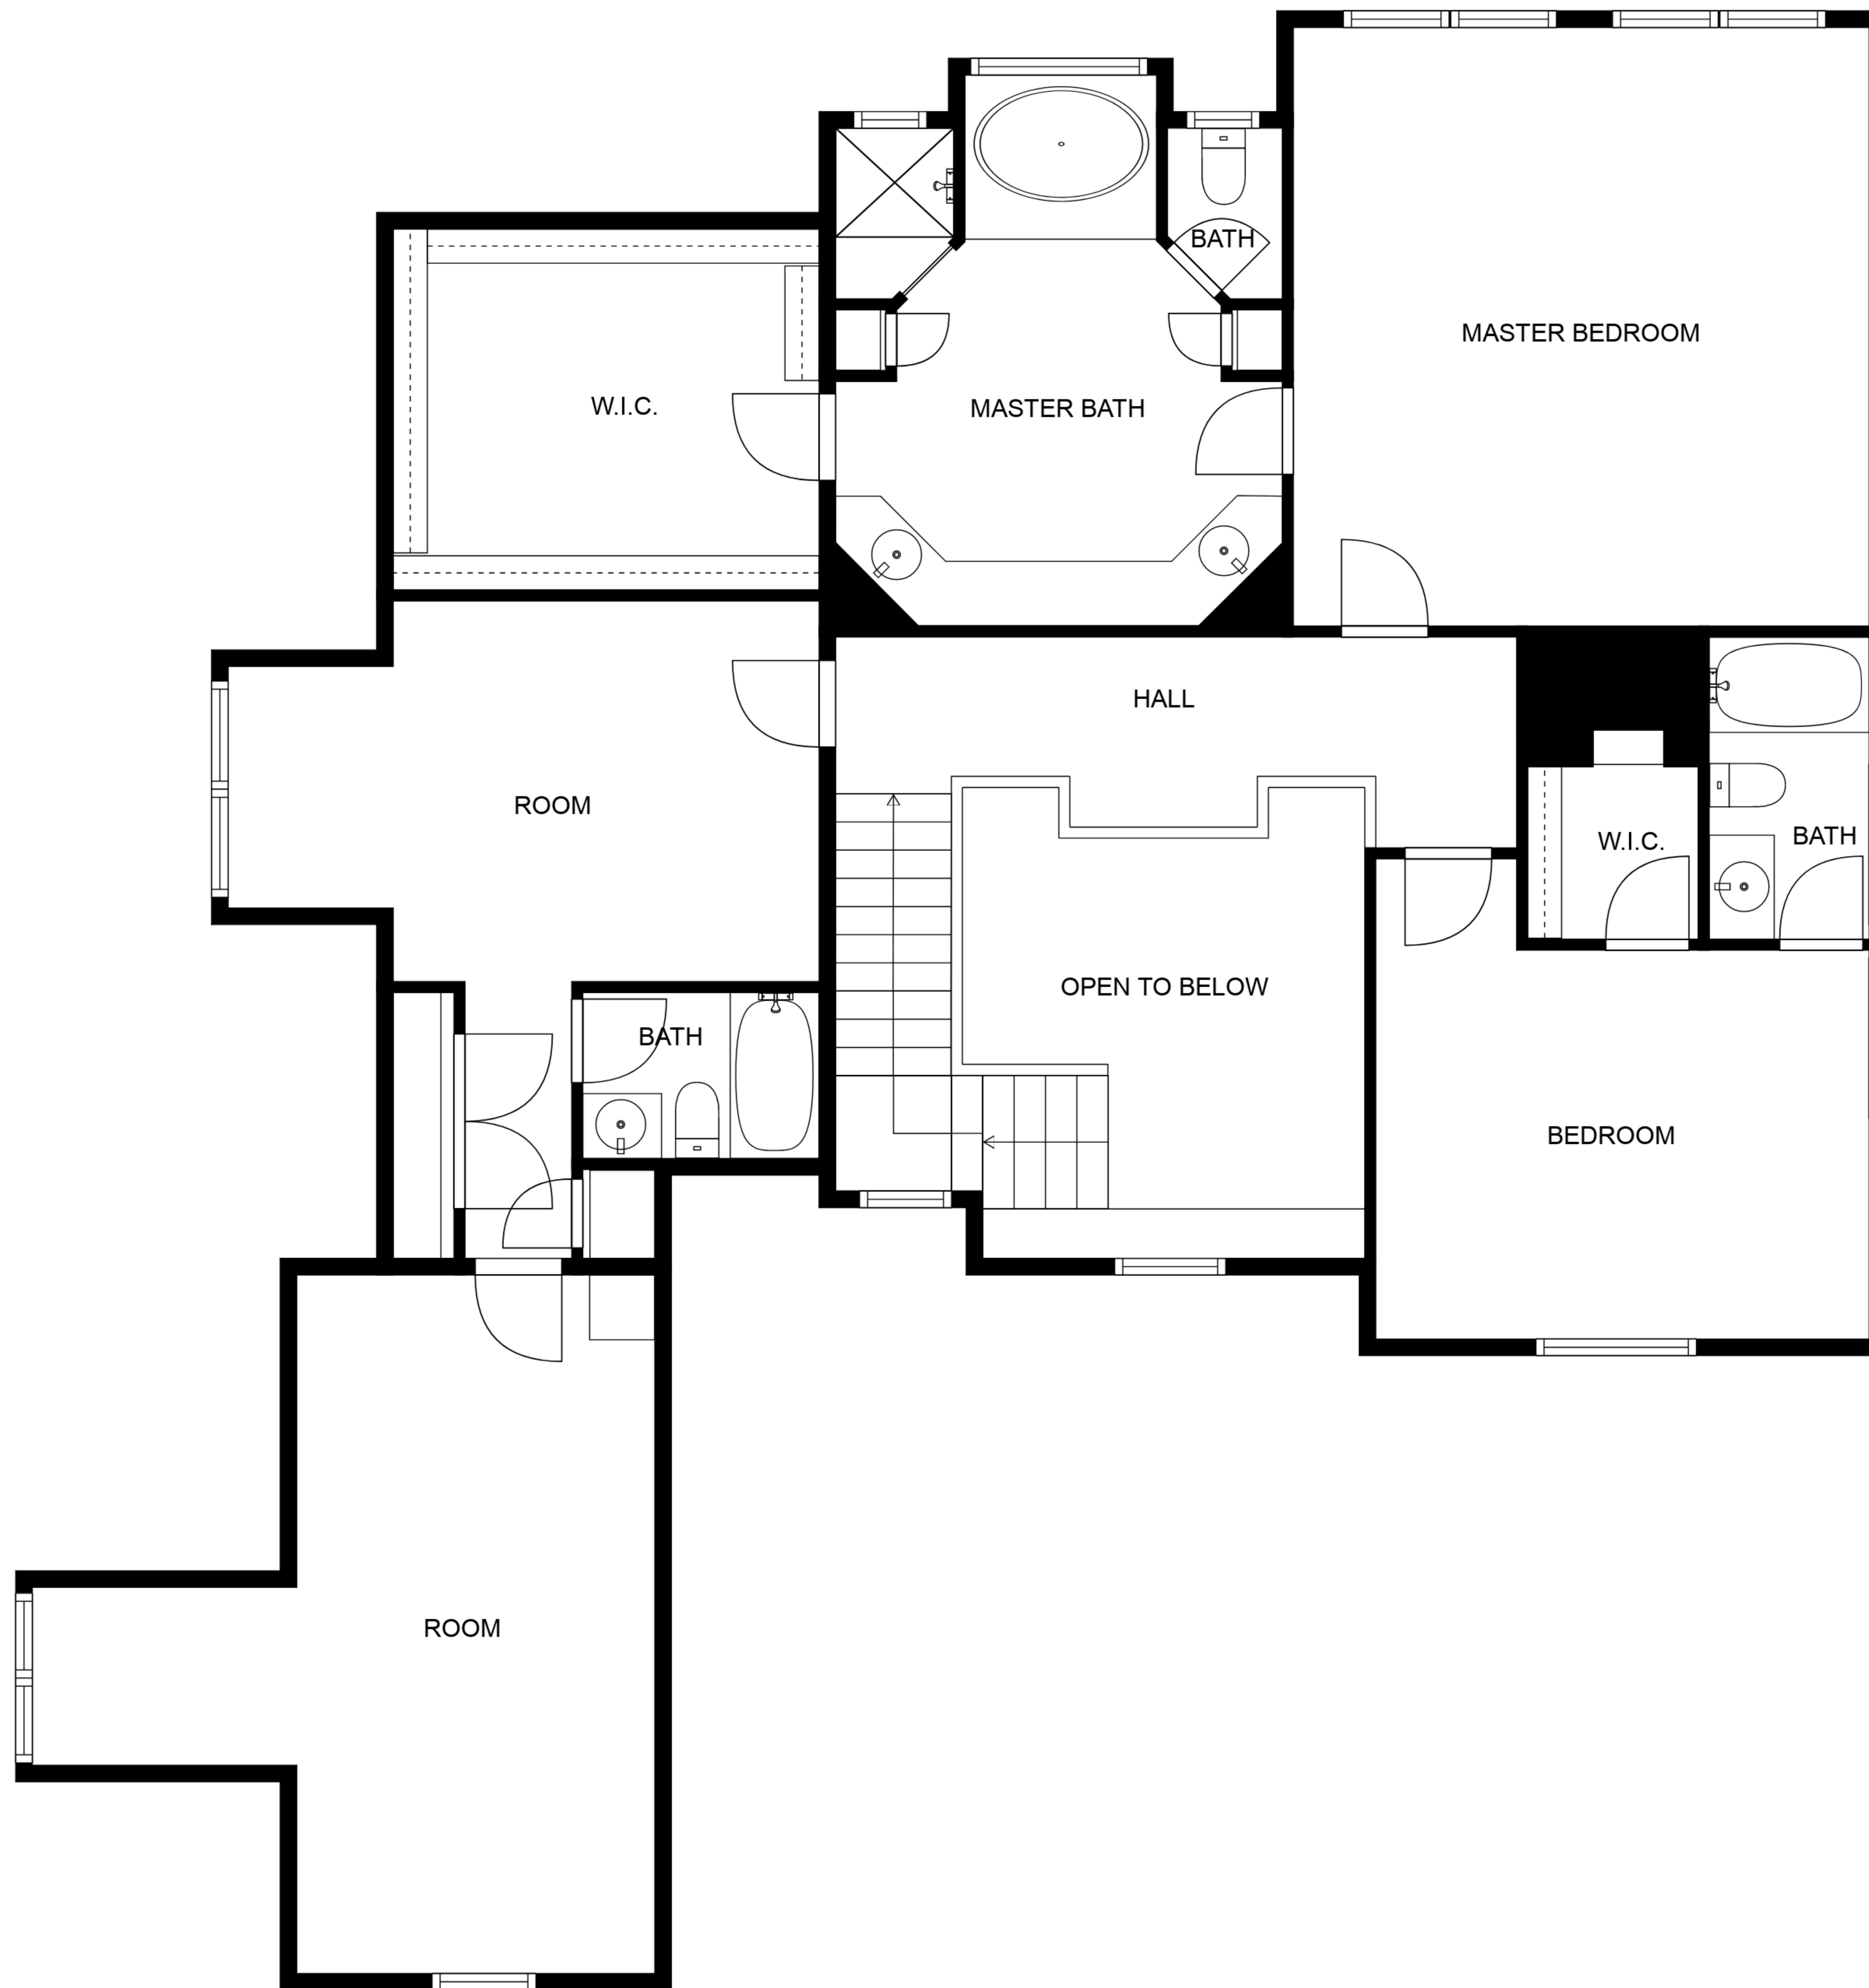 BATH
MASTER BEDROOM
W.I.C.
MASTER BATH
HALL
ROOM
W.I.C.
BATH
OPEN TO BELOW
BATH
BEDROOM
ROOM